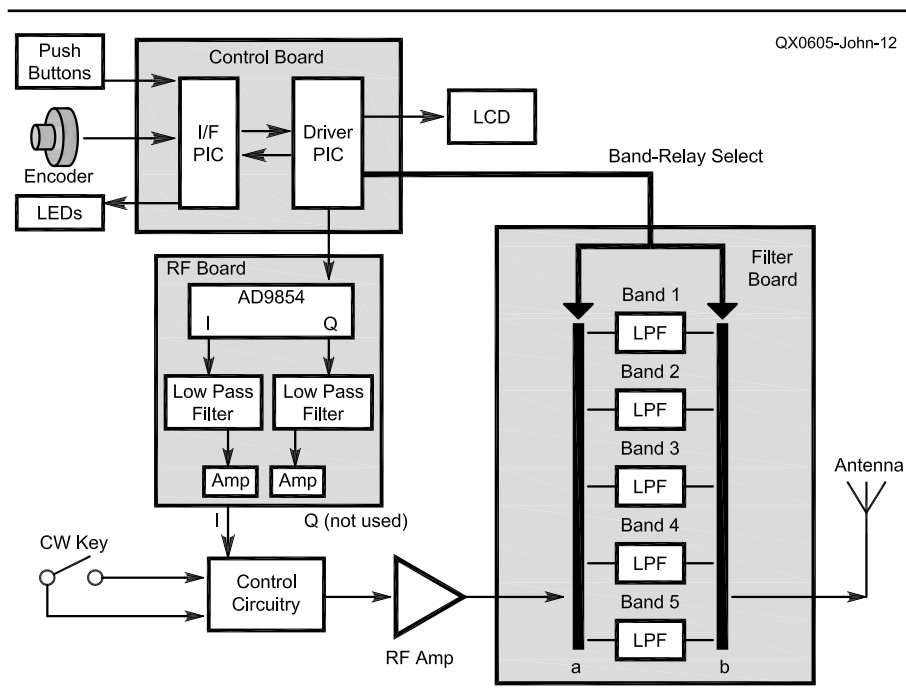 QX0605-John-12
Push
Buttons
Control Board
I/F
PIC
Driver
PIC
LCD
Encoder
LEDs
Band-Relay Select
RF Board
AD9854
I
Q
Low Pass
Filter
Low Pass
Filter
Amp
Amp
I
Q (not used)
Filter
Board
Band 1
LPF
Band 2
LPF
Band 3
LPF
Band 4
LPF
Band 5
LPF
a
b
Antenna
CW Key
Control
Circuitry
RF Amp